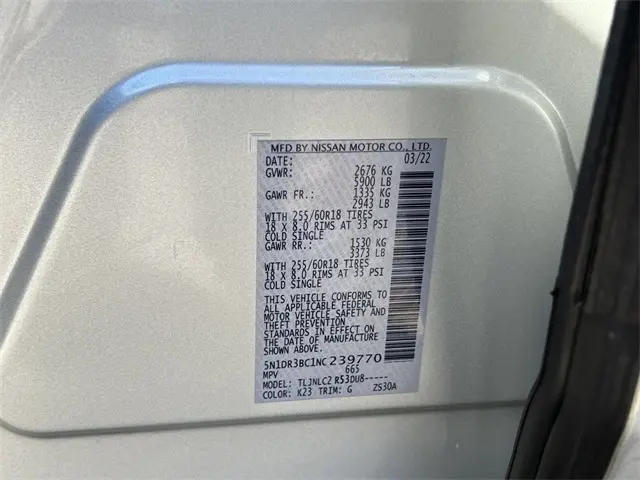 MFD BY NISSAN MOTOR CO., LTD.
DATE: 03/22
GVWR: 2676 KG
5900 LB
GAWR FR.: 1335 KG
2943 LB
WITH 255/60R18 TIRES
18 X 8.0 RIMS AT 33 PSI
COLD SINGLE
GAWR RR.: 1530 KG
3373 LB
WITH 255/60R18 TIRES
18 X 8.0 RIMS AT 33 PSI
COLD SINGLE
THIS VEHICLE CONFORMS TO
ALL APPLICABLE FEDERAL
MOTOR VEHICLE SAFETY AND
THEFT PREVENTION
STANDARDS IN EFFECT ON
THE DATE OF MANUFACTURE
SHOWN ABOVE.
5N1DR3BC1NC239770
MPV 665
MODEL: TLJNLC2 R53DU8-----
COLOR: K23 TRIM: G ZS30A